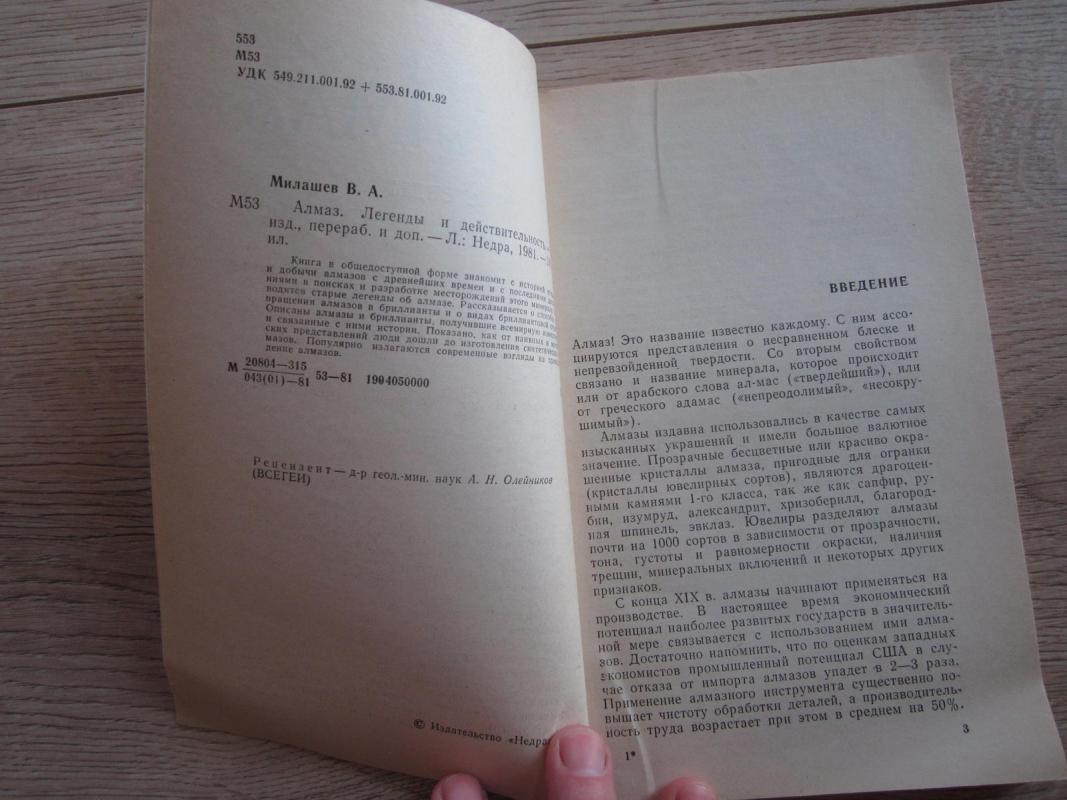 553
М53
УДК 549.211.001.92 + 553.81.001.92
Милашев В. А.
М53 Алмаз. Легенды и действительность.—
изд., перераб. и доп. — Л.: Недра, 1981.—
ил.
Книга в общедоступной форме знакомит с историей
и добычи алмазов с древнейших времен и с последними
ниями в поисках и разработке месторождений этого минерала.
водятся старые легенды об алмазе. Рассказывается о
вращения алмазов в бриллианты и о видах бриллиантовой
Описаны алмазы и бриллианты, получившие всемирную
и связанные с ними истории. Показано, как от наивных и
ских представлений люди дошли до изготовления
мазов. Популярно излагаются современные взгляды на
дение алмазов.
М 20804—315
043(01)—81 53—81 1904050000
Рецензент — д-р геол.-мин. наук А. Н. Олейников
(ВСЕГЕИ)
© Издательство «Недра
ВВЕДЕНИЕ
Алмаз! Это название известно каждому. С ним ассо-
циируются представления о несравненном блеске и
непревзойденной твердости. Со вторым свойством
связано и название минерала, которое происходит
или от арабского слова ал-мас («твердейший»), или
от греческого адамас («непреодолимый», «несокру-
шимый»).
Алмазы издавна использовались в качестве самых
изысканных украшений и имели большое валютное
значение. Прозрачные бесцветные или красиво окра-
шенные кристаллы алмаза, пригодные для огранки
(кристаллы ювелирных сортов), являются драгоцен-
ными камнями 1-го класса, так же как сапфир, ру-
бин, изумруд, александрит, хризоберилл, благород-
ная шпинель, эвклаз. Ювелиры разделяют алмазы
почти на 1000 сортов в зависимости от прозрачности,
тона, густоты и равномерности окраски, наличия
трещин, минеральных включений и некоторых других
признаков.
С конца XIX в. алмазы начинают применяться на
производстве. В настоящее время экономический
потенциал наиболее развитых государств в значитель-
ной мере связывается с использованием ими алма-
зов. Достаточно напомнить, что по оценкам западных
экономистов промышленный потенциал США в слу-
чае отказа от импорта алмазов упадет в 2—3 раза.
Применение алмазного инструмента существенно по-
вышает чистоту обработки деталей, а производитель-
ность труда возрастает при этом в среднем на 50%.
1*
3